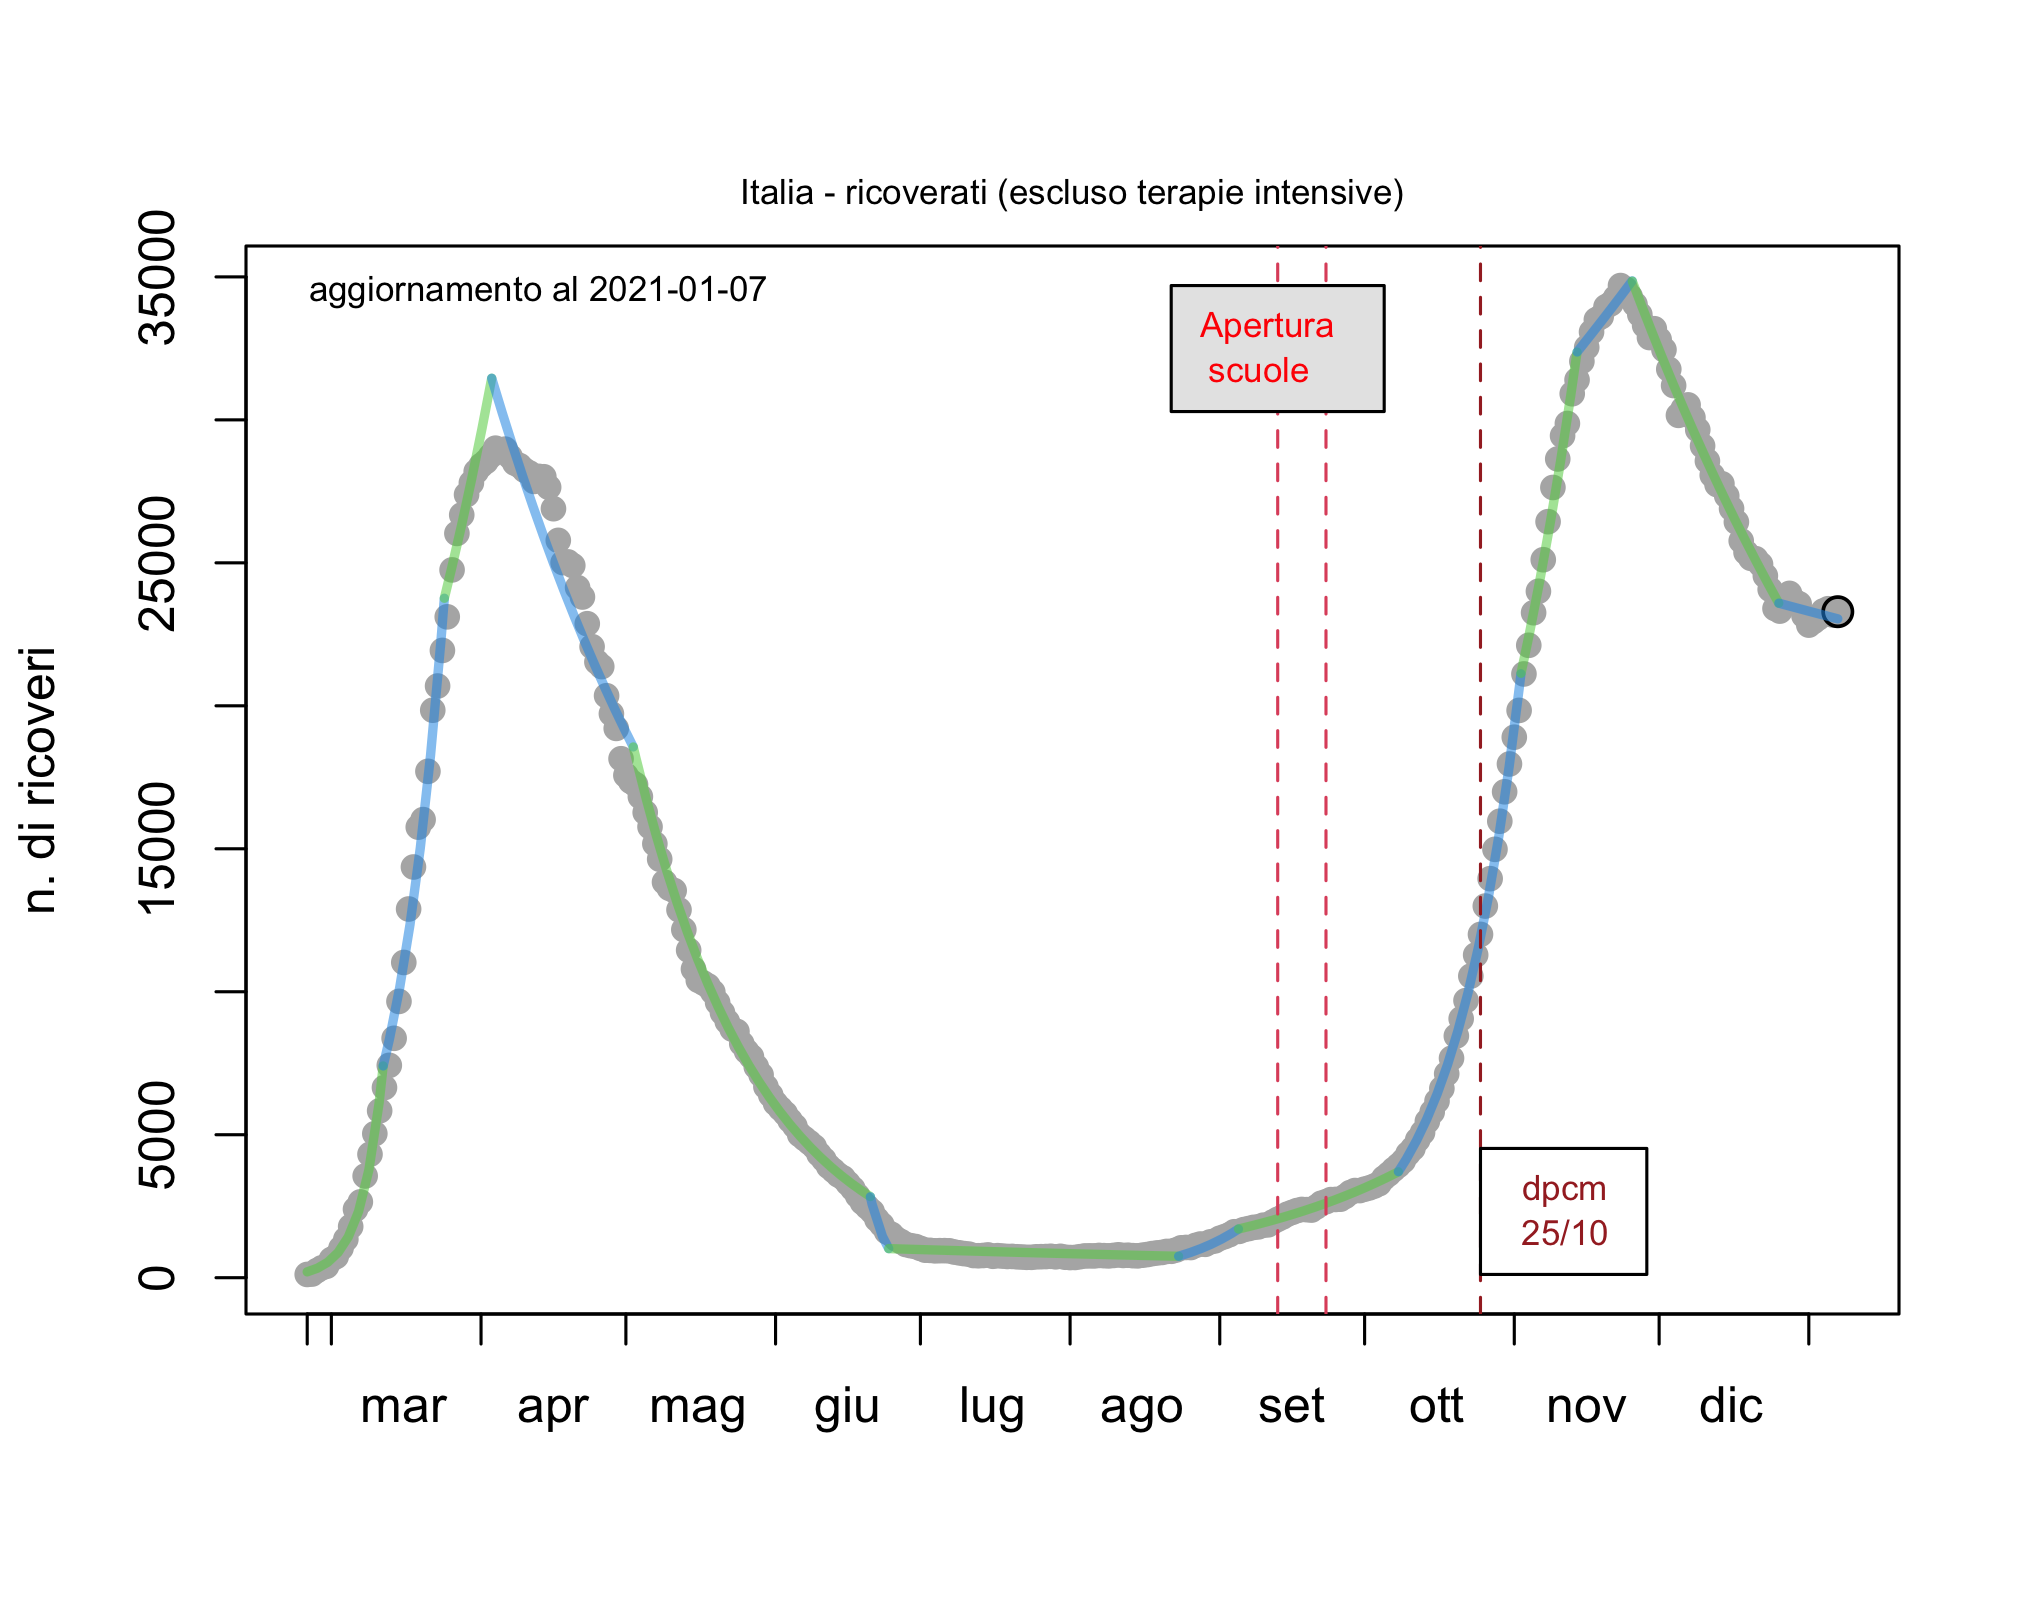 Italia - ricoverati (escluso terapie intensive)
aggiornamento al 2021-01-07
Apertura
scuole
dpcm
25/10
n. di ricoveri
35000
25000
15000
5000
0
mar apr mag giu lug ago set ott nov dic